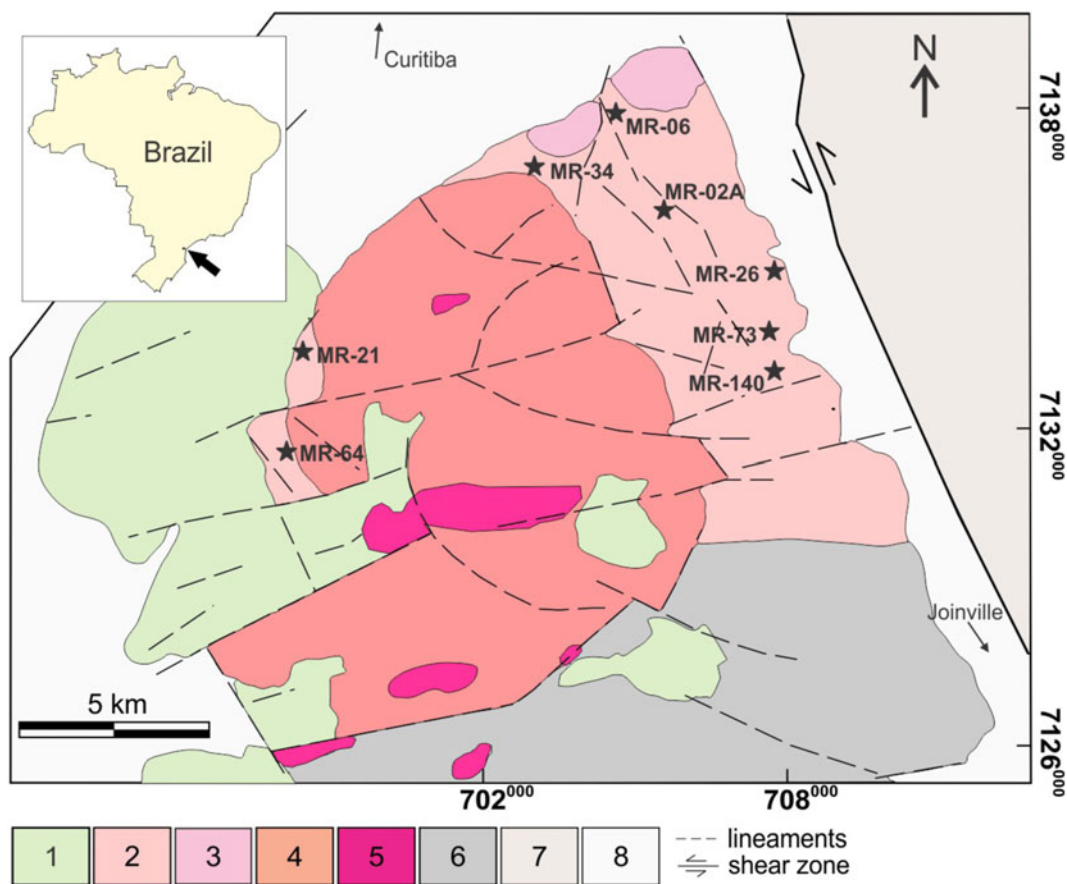 Curitiba
N
Brazil
7138⁰⁰⁰
MR-06
MR-34
MR-02A
MR-26
MR-73
MR-21
MR-140
7132⁰⁰⁰
MR-64
Joinville
5 km
7126⁰⁰⁰
702⁰⁰⁰
708⁰⁰⁰
1 2 3 4 5 6 7 8
lineaments
shear zone